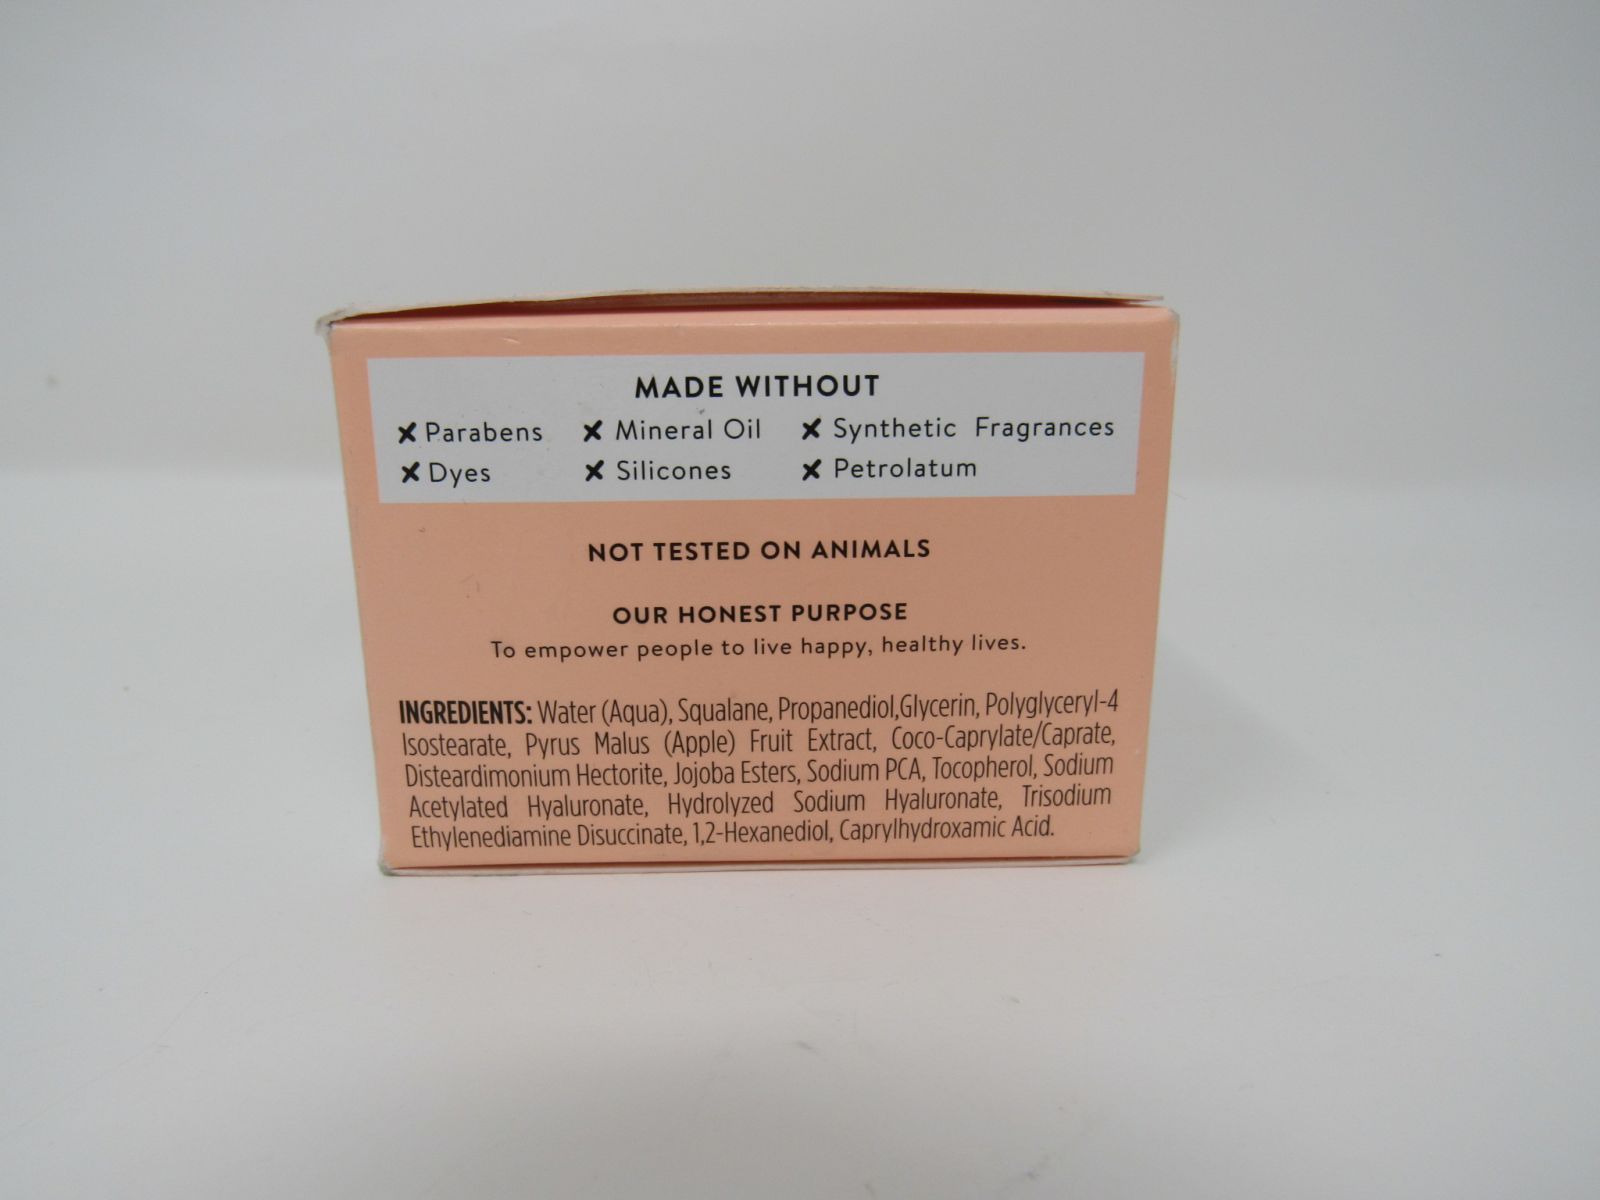 MADE WITHOUT
✗ Parabens ✗ Mineral Oil ✗ Synthetic Fragrances
✗ Dyes ✗ Silicones ✗ Petrolatum
NOT TESTED ON ANIMALS
OUR HONEST PURPOSE
To empower people to live happy, healthy lives.
INGREDIENTS: Water (Aqua), Squalane, Propanediol,Glycerin, Polyglyceryl-4
Isostearate, Pyrus Malus (Apple) Fruit Extract, Coco-Caprylate/Caprate,
Disteardimonium Hectorite, Jojoba Esters, Sodium PCA, Tocopherol, Sodium
Acetylated Hyaluronate, Hydrolyzed Sodium Hyaluronate, Trisodium
Ethylenediamine Disuccinate, 1,2-Hexanediol, Caprylhydroxamic Acid.